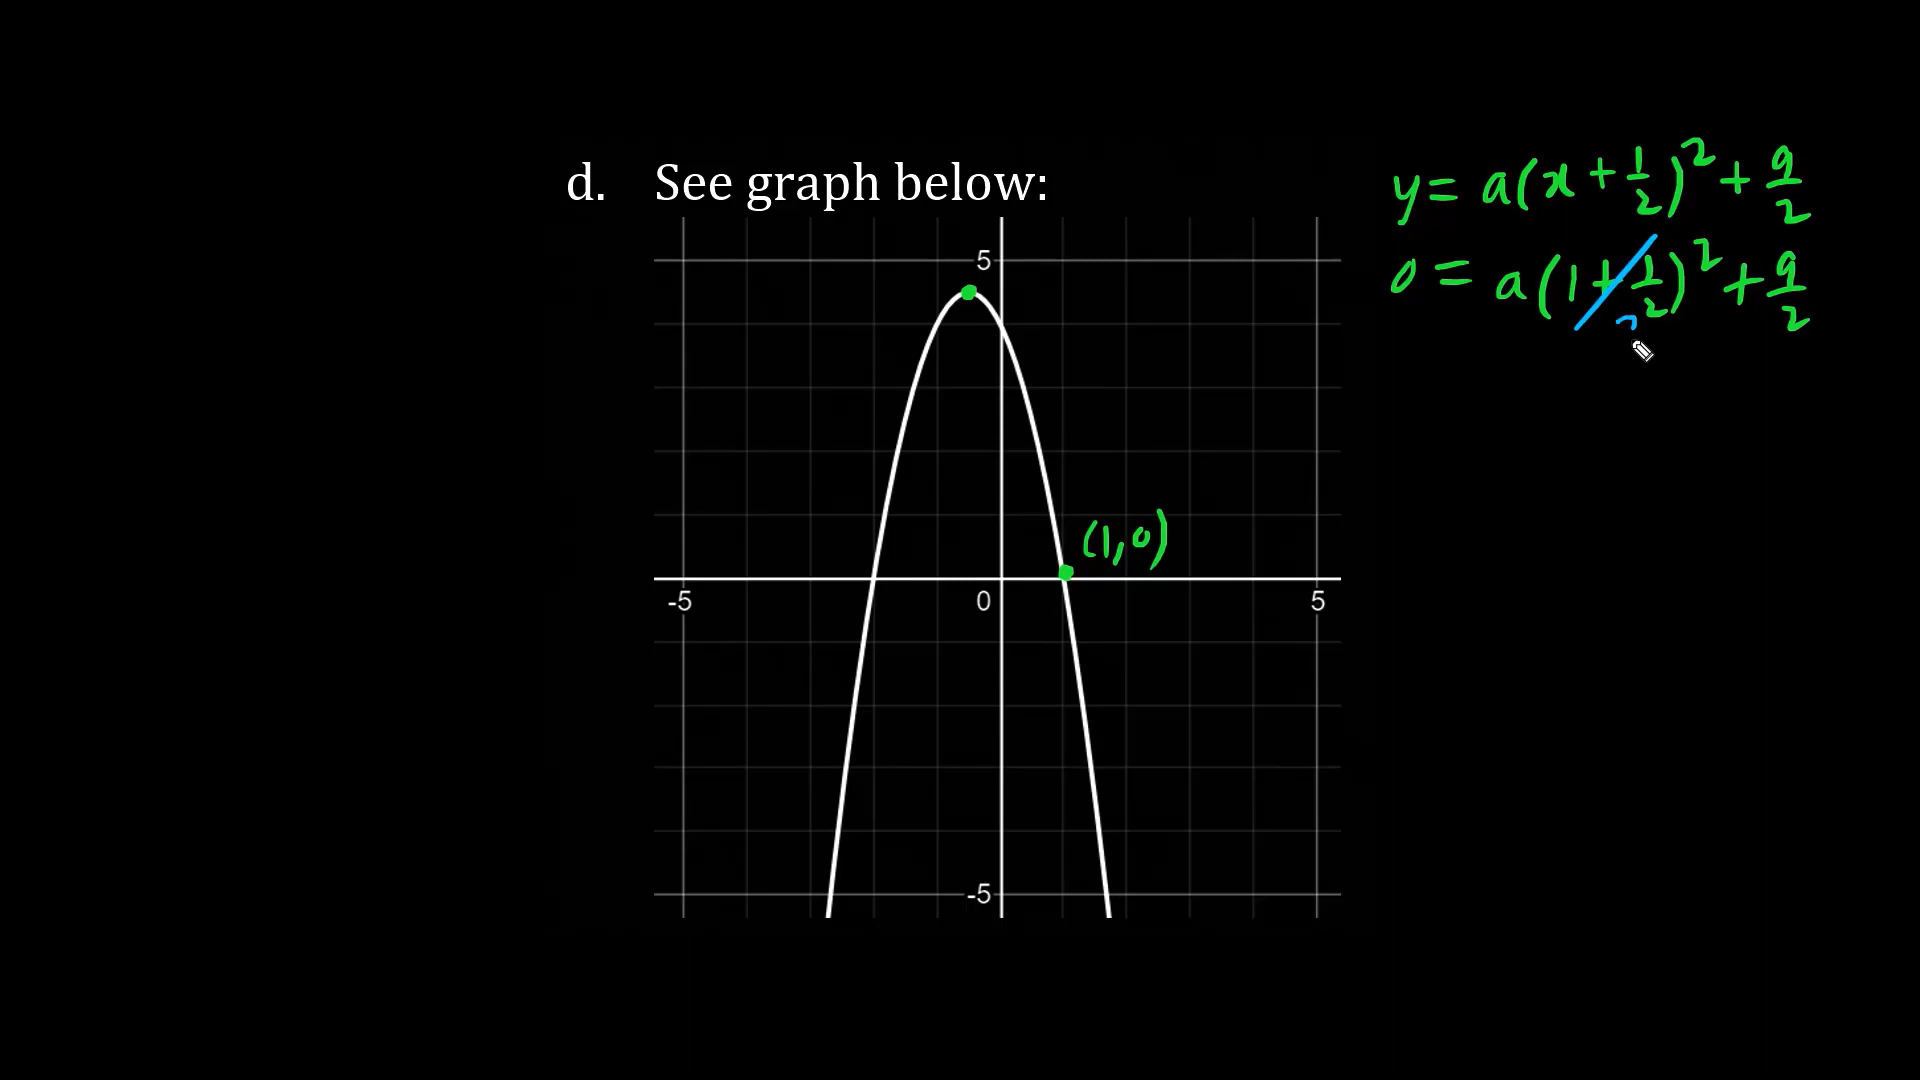 d. See graph below:
y = a(x + 1/2)² + 9/2
0 = a(1 + 1/2)² + 9/2
5
(1,0)
-5 0 5
-5